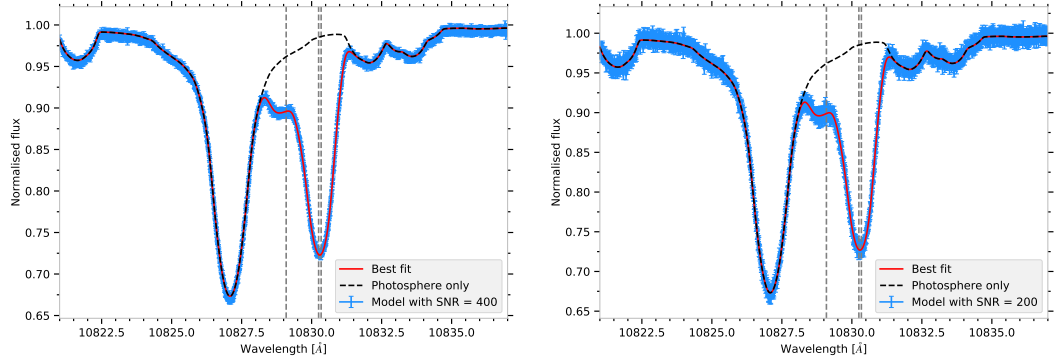 1.00
0.95
0.90
0.85
0.80
0.75
0.70
0.65
Normalised flux
10822.5 10825.0 10827.5 10830.0 10832.5 10835.0
Wavelength [Å]
Best fit
Photosphere only
Model with SNR = 400
1.00
0.95
0.90
0.85
0.80
0.75
0.70
0.65
Normalised flux
10822.5 10825.0 10827.5 10830.0 10832.5 10835.0
Wavelength [Å]
Best fit
Photosphere only
Model with SNR = 200